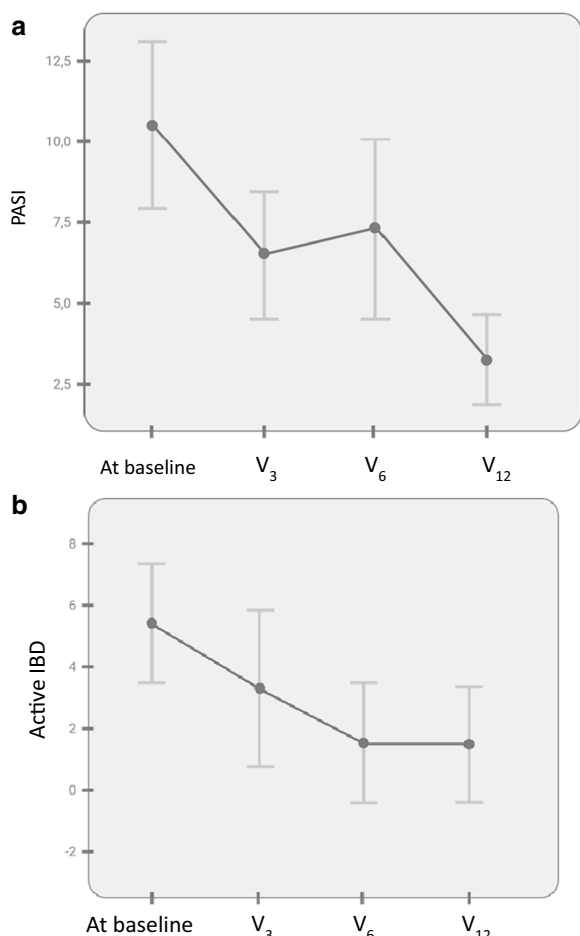 a
12,5
10,0
7,5
5,0
2,5
PASI
At baseline V3 V6 V12
b
8
6
4
2
0
-2
Active IBD
At baseline V3 V6 V12